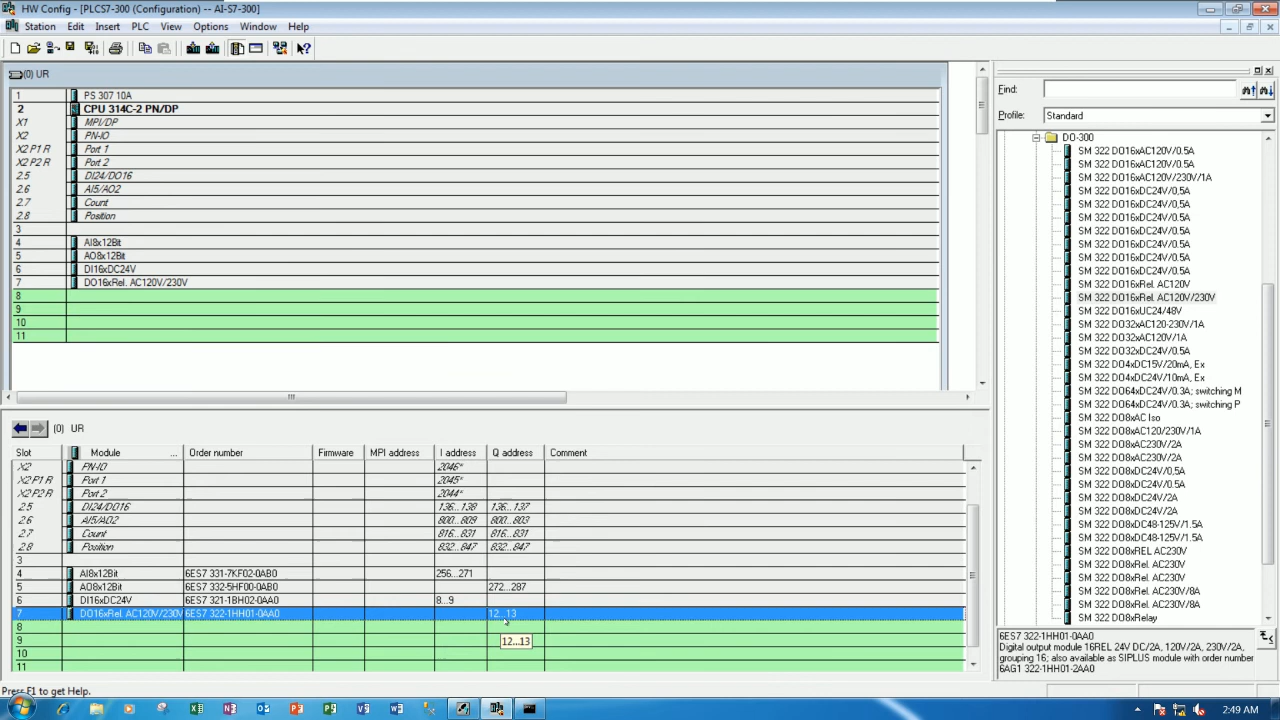 HW Config - [PLCS7-300 (Configuration) -- AI-S7-300]
Station Edit Insert PLC View Options Window Help
(0) UR
1 PS 307 10A
2 CPU 314C-2 PN/DP
X1 MPI/DP
X2 PN-IO
X2 P1 R Port 1
X2 P2 R Port 2
2.5 DI24/DO16
2.6 AI5/AO2
2.7 Count
2.8 Position
3
4 AI8x12Bit
5 AO8x12Bit
6 DI16xDC24V
7 DO16xRel. AC120V/230V
8
9
10
11
(0) UR
Slot Module ... Order number Firmware MPI address I address Q address Comment
X2 PN-IO 2046*
X2 P1 R Port 1 2045*
X2 P2 R Port 2 2044*
2.5 DI24/DO16 136...138 136...137
2.6 AI5/AO2 800...809 800...803
2.7 Count 816...831 816...831
2.8 Position 832...847 832...847
3
4 AI8x12Bit 6ES7 331-7KF02-0AB0 256...271
5 AO8x12Bit 6ES7 332-5HF00-0AB0 272...287
6 DI16xDC24V 6ES7 321-1BH02-0AA0 8...9
7 DO16xRel. AC120V/230V 6ES7 322-1HH01-0AA0 12...13
8
9
12...13
10
11
Find:
Profile: Standard
DO-300
SM 322 DO16xAC120V/0.5A
SM 322 DO16xAC120V/0.5A
SM 322 DO16xAC120V/230V/1A
SM 322 DO16xDC24V/0,5A
SM 322 DO16xDC24V/0.5A
SM 322 DO16xDC24V/0.5A
SM 322 DO16xDC24V/0.5A
SM 322 DO16xDC24V/0.5A
SM 322 DO16xDC24V/0.5A
SM 322 DO16xDC24V/0.5A
SM 322 DO16xRel. AC120V
SM 322 DO16xRel. AC120V/230V
SM 322 DO16xUC24/48V
SM 322 DO32xAC120-230V/1A
SM 322 DO32xAC120V/1A
SM 322 DO32xDC24V/0.5A
SM 322 DO4xDC15V/20mA, Ex
SM 322 DO4xDC24V/10mA, Ex
SM 322 DO64xDC24V/0.3A; switching M
SM 322 DO64xDC24V/0.3A; switching P
SM 322 DO8xAC Iso
SM 322 DO8xAC120/230V/1A
SM 322 DO8xAC230V/2A
SM 322 DO8xAC230V/2A
SM 322 DO8xDC24V/0.5A
SM 322 DO8xDC24V/0.5A
SM 322 DO8xDC24V/2A
SM 322 DO8xDC24V/2A
SM 322 DO8xDC48-125V/1.5A
SM 322 DO8xDC48-125V/1.5A
SM 322 DO8xREL AC230V
SM 322 DO8xRel. AC230V
SM 322 DO8xRel. AC230V
SM 322 DO8xRel. AC230V/8A
SM 322 DO8xRel. AC230V/8A
SM 322 DO8xRelay
6ES7 322-1HH01-0AA0
Digital output module 16REL 24V DC/2A, 120V/2A, 230V/2A,
grouping 16; also available as SIPLUS module with order number
6AG1 322-1HH01-2AA0
Press F1 to get Help.
2:49 AM